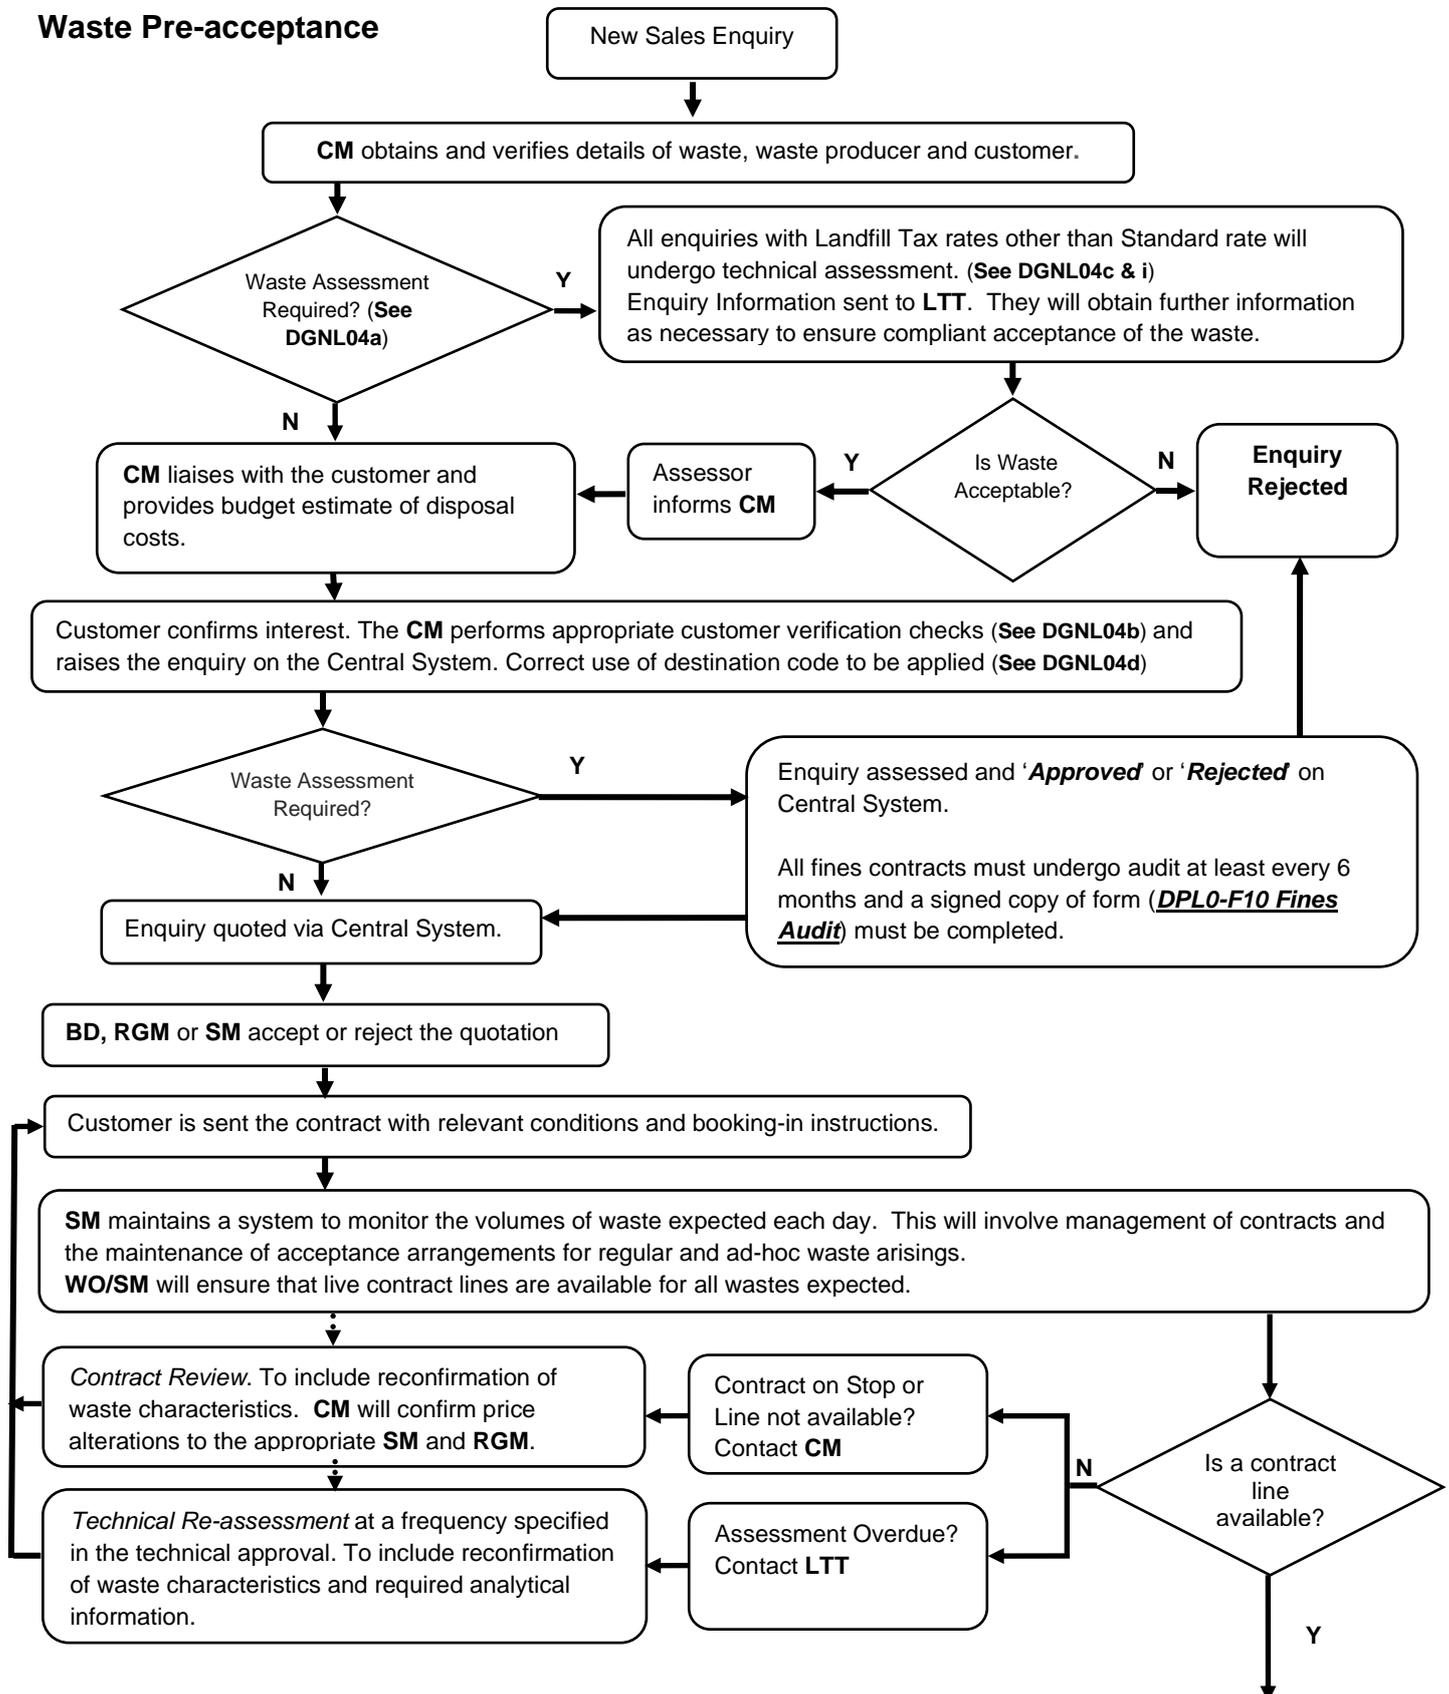 Waste Pre-acceptance
New Sales Enquiry
CM obtains and verifies details of waste, waste producer and customer.
Waste Assessment
Required? (See
DGNL04a)
Y
All enquiries with Landfill Tax rates other than Standard rate will
undergo technical assessment. (See DGNL04c & i)
Enquiry Information sent to LTT. They will obtain further information
as necessary to ensure compliant acceptance of the waste.
N
CM liaises with the customer and
provides budget estimate of disposal
costs.
Assessor
informs CM
Y
Is Waste
Acceptable?
N
Enquiry
Rejected
Customer confirms interest. The CM performs appropriate customer verification checks (See DGNL04b) and
raises the enquiry on the Central System. Correct use of destination code to be applied (See DGNL04d)
Waste Assessment
Required?
Y
Enquiry assessed and ‘Approved’ or ‘Rejected’ on
Central System.
All fines contracts must undergo audit at least every 6
months and a signed copy of form (DPL0-F10 Fines
Audit) must be completed.
N
Enquiry quoted via Central System.
BD, RGM or SM accept or reject the quotation
Customer is sent the contract with relevant conditions and booking-in instructions.
SM maintains a system to monitor the volumes of waste expected each day. This will involve management of contracts and
the maintenance of acceptance arrangements for regular and ad-hoc waste arisings.
WO/SM will ensure that live contract lines are available for all wastes expected.
Contract Review. To include reconfirmation of
waste characteristics. CM will confirm price
alterations to the appropriate SM and RGM.
Contract on Stop or
Line not available?
Contact CM
N
Is a contract
line
available?
Technical Re-assessment at a frequency specified
in the technical approval. To include reconfirmation
of waste characteristics and required analytical
information.
Assessment Overdue?
Contact LTT
Y